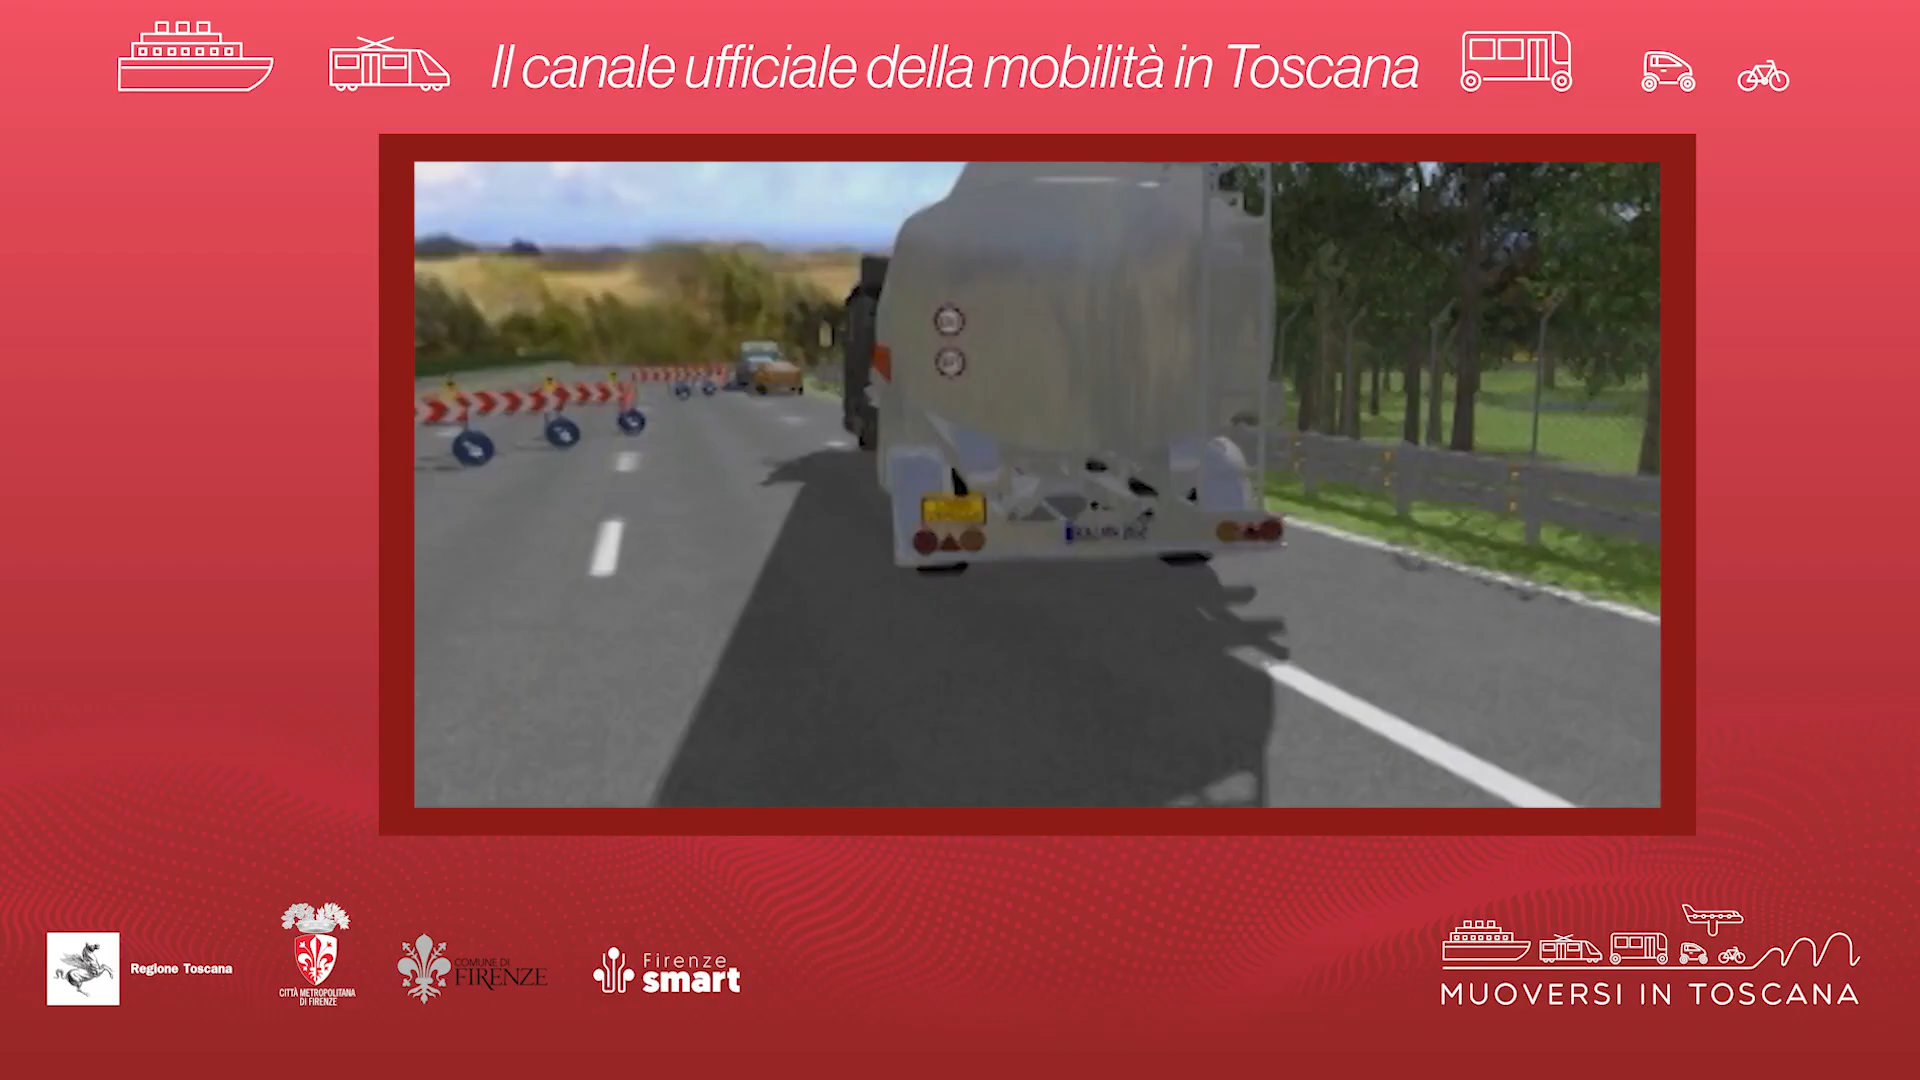 Il canale ufficiale della mobilità in Toscana
Regione Toscana
CITTÀ METROPOLITANA
DI FIRENZE
COMUNE DI
FIRENZE
Firenze
smart
MUOVERSI IN TOSCANA